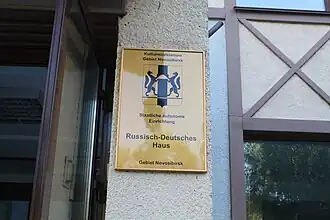 Kulturministerium
Gebiet Nowosibirsk
Staatliche autonome
Einrichtung
Russisch-Deutsches
Haus
Gebiet Nowosibirsk